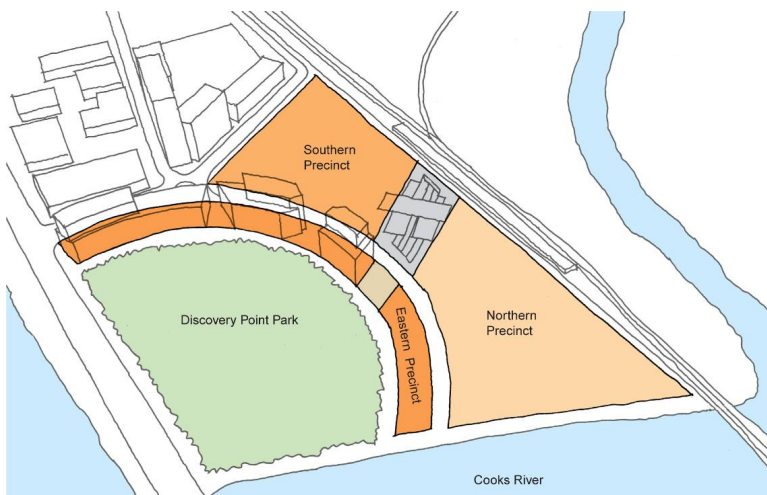 Southern
Precinct
Discovery Point Park
Northern
Precinct
Eastern Precinct
Cooks River